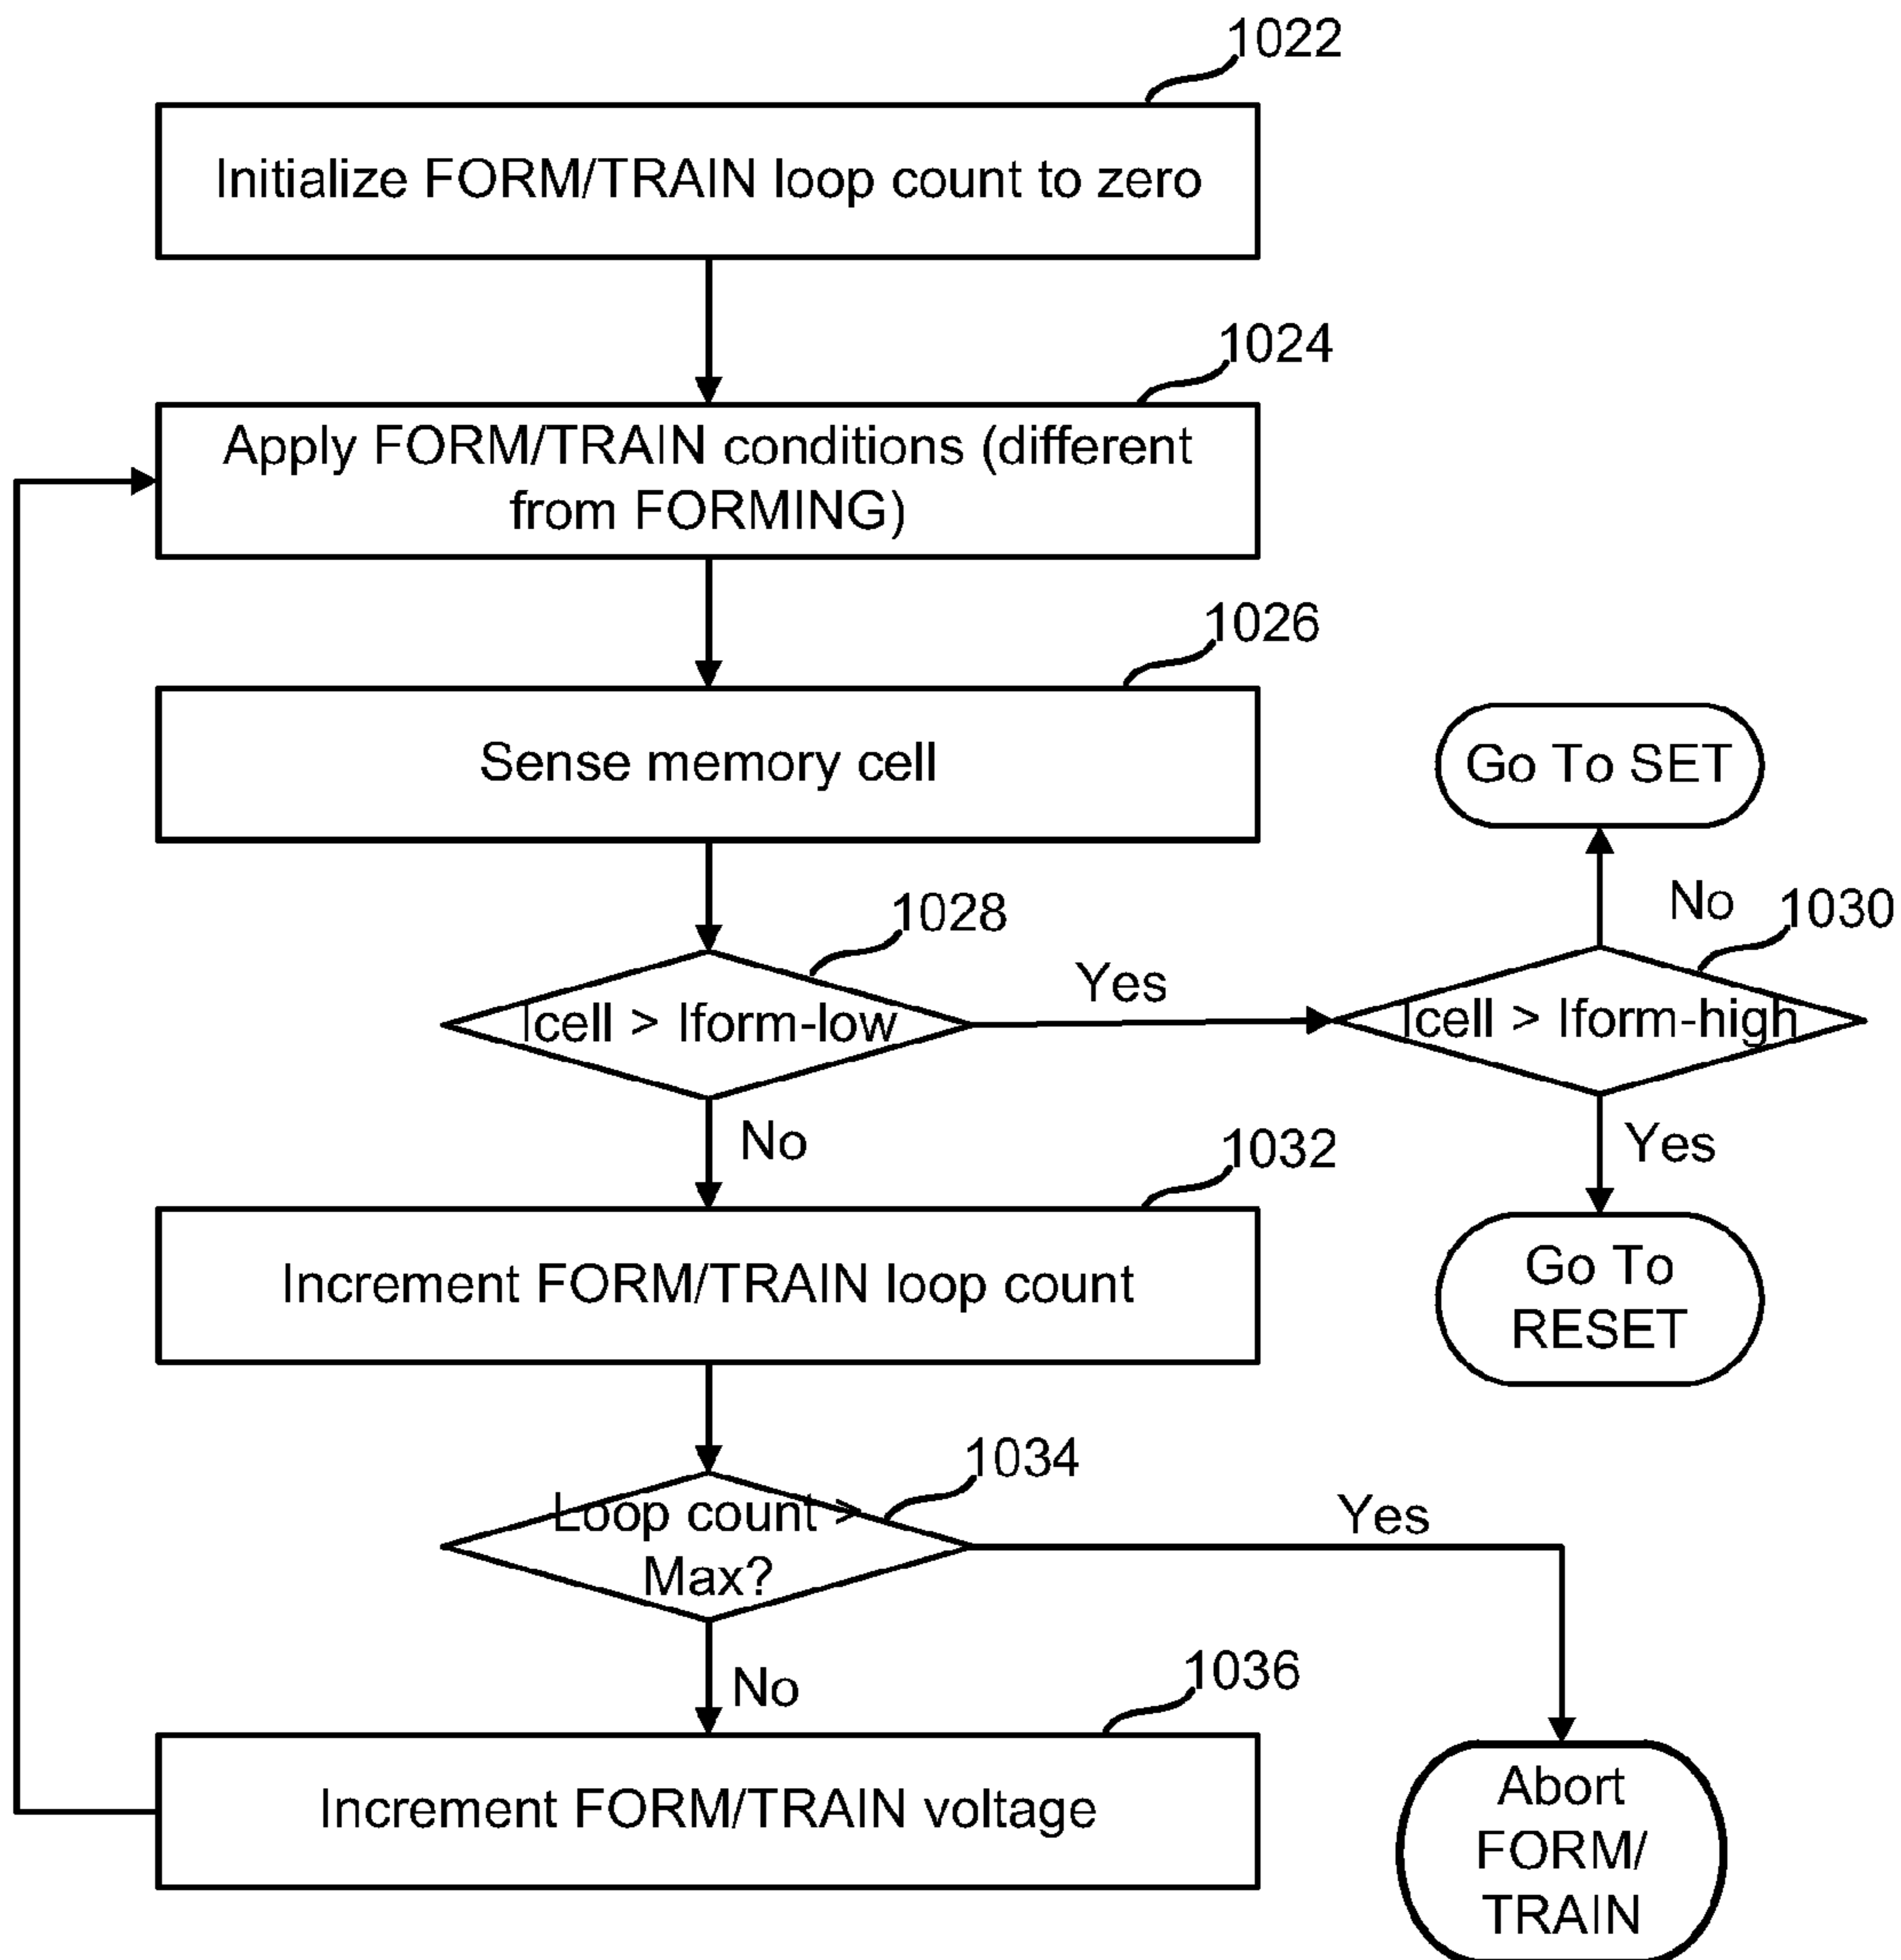 1022
Initialize FORM/TRAIN loop count to zero
1024
Apply FORM/TRAIN conditions (different
from FORMING)
1026
Sense memory cell
Go To SET
1028
Icell > Iform-low
Yes
No
1030
Icell > Iform-high
No
Yes
1032
Increment FORM/TRAIN loop count
Go To
RESET
1034
Loop count >
Max?
Yes
No
1036
Increment FORM/TRAIN voltage
Abort
FORM/
TRAIN